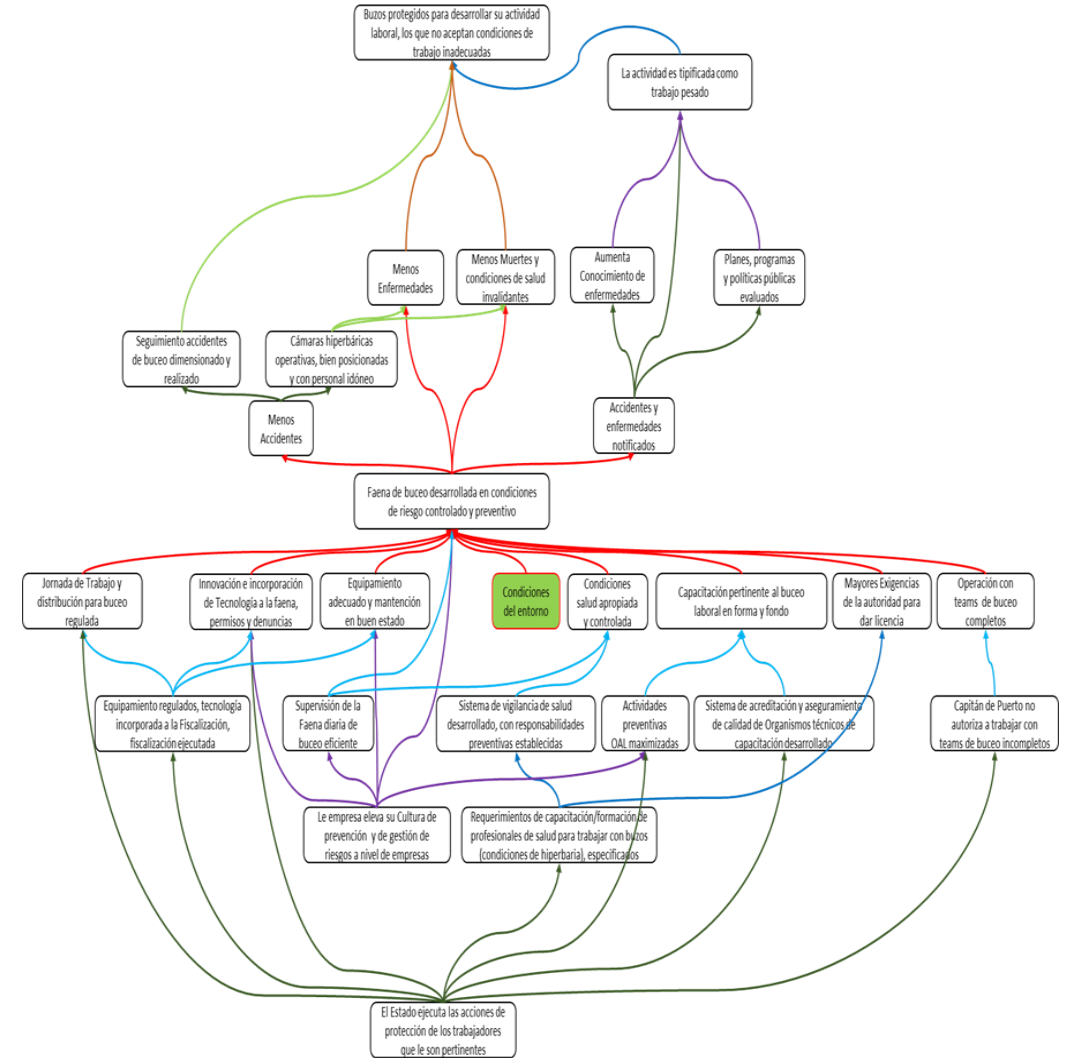 Buzos protegidos para desarrollar su actividad
laboral, los que no aceptan condiciones de
trabajo inadecuadas
La actividad es tipificada como
trabajo pesado
Menos
Enfermedades
Menos Muertes y
condiciones de salud
invalidantes
Aumenta
Conocimiento de
enfermedades
Planes, programas
y políticas públicas
evaluados
Seguimiento accidentes
de buceo dimensionado y
realizado
Cámaras hiperbáricas
operativas, bien posicionadas
y con personal idóneo
Menos
Accidentes
Accidentes y
enfermedades
notificados
Faena de buceo desarrollada en condiciones
de riesgo controlado y preventivo
Jornada de Trabajo y
distribución para buceo
regulada
Innovación e incorporación
de Tecnología a la faena,
permisos y denuncias
Equipamiento
adecuado y mantención
en buen estado
Condiciones
del entorno
Condiciones
salud apropiada
y controlada
Capacitación pertinente al buceo
laboral en forma y fondo
Mayores Exigencias
de la autoridad para
dar licencia
Operación con
teams de buceo
completos
Equipamiento regulados, tecnología
incorporada a la Fiscalización,
fiscalización ejecutada
Supervisión de la
Faena diaria de
buceo eficiente
Sistema de vigilancia de salud
desarrollado, con responsabilidades
preventivas establecidas
Actividades
preventivas
OAL maximizadas
Sistema de acreditación y aseguramiento
de calidad de Organismos técnicos de
capacitación desarrollado
Capitán de Puerto no
autoriza a trabajar con
teams de buceo incompletos
Le empresa eleva su Cultura de
prevención y de gestión de
riesgos a nivel de empresas
Requerimientos de capacitación/formación de
profesionales de salud para trabajar con buzos
(condiciones de hiperbaria), especificados
El Estado ejecuta las acciones de
protección de los trabajadores
que le son pertinentes